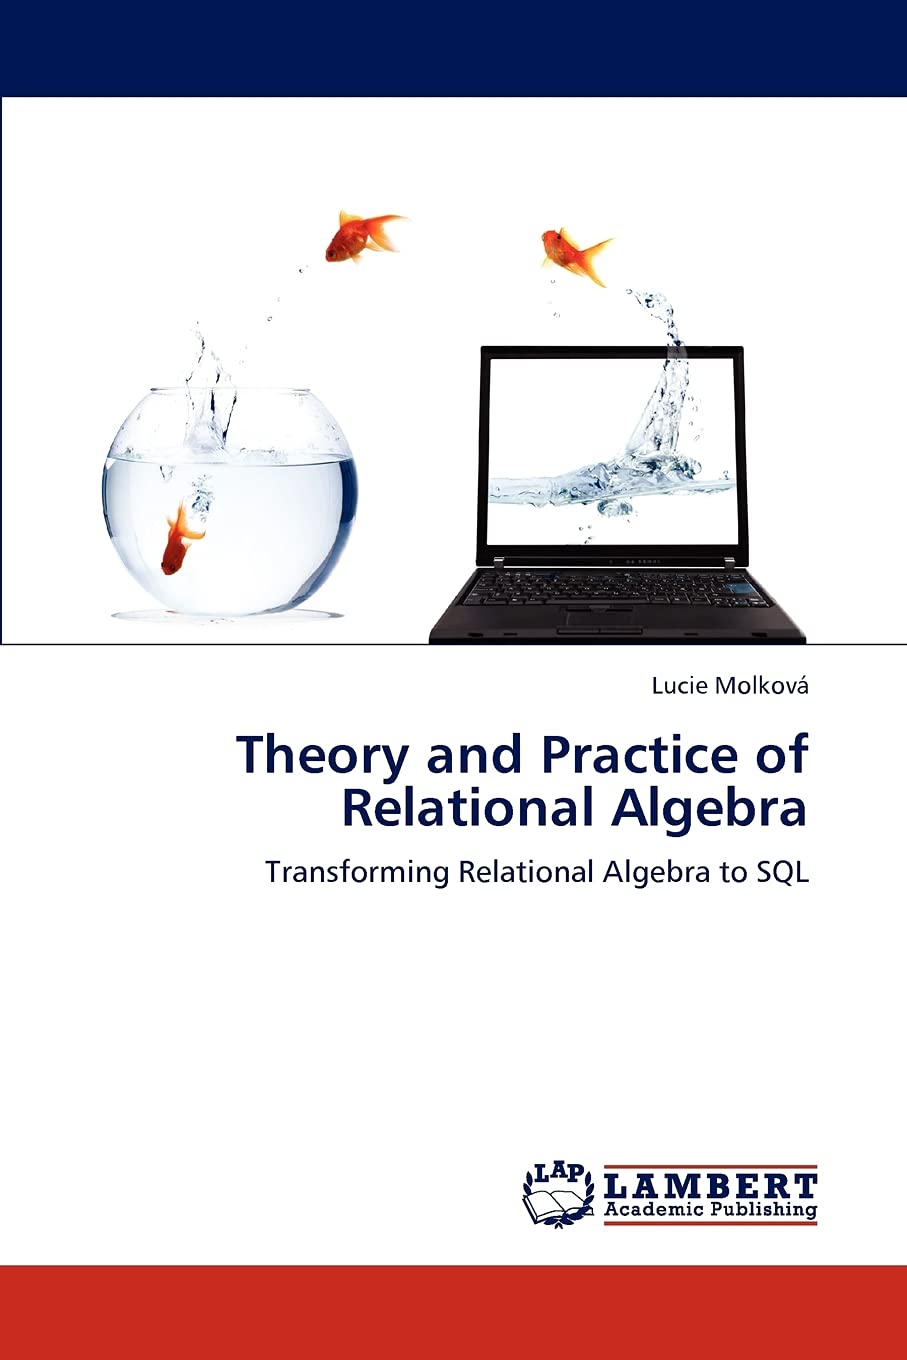 Lucie Molková
Theory and Practice of
Relational Algebra
Transforming Relational Algebra to SQL
LAP
LAMBERT
Academic Publishing